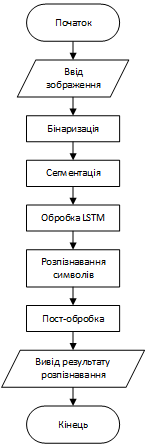 Початок
Ввід
зображення
Бінаризація
Сегментація
Обробка LSTM
Розпізнавання
символів
Пост-обробка
Вивід результату
розпізнавання
Кінець